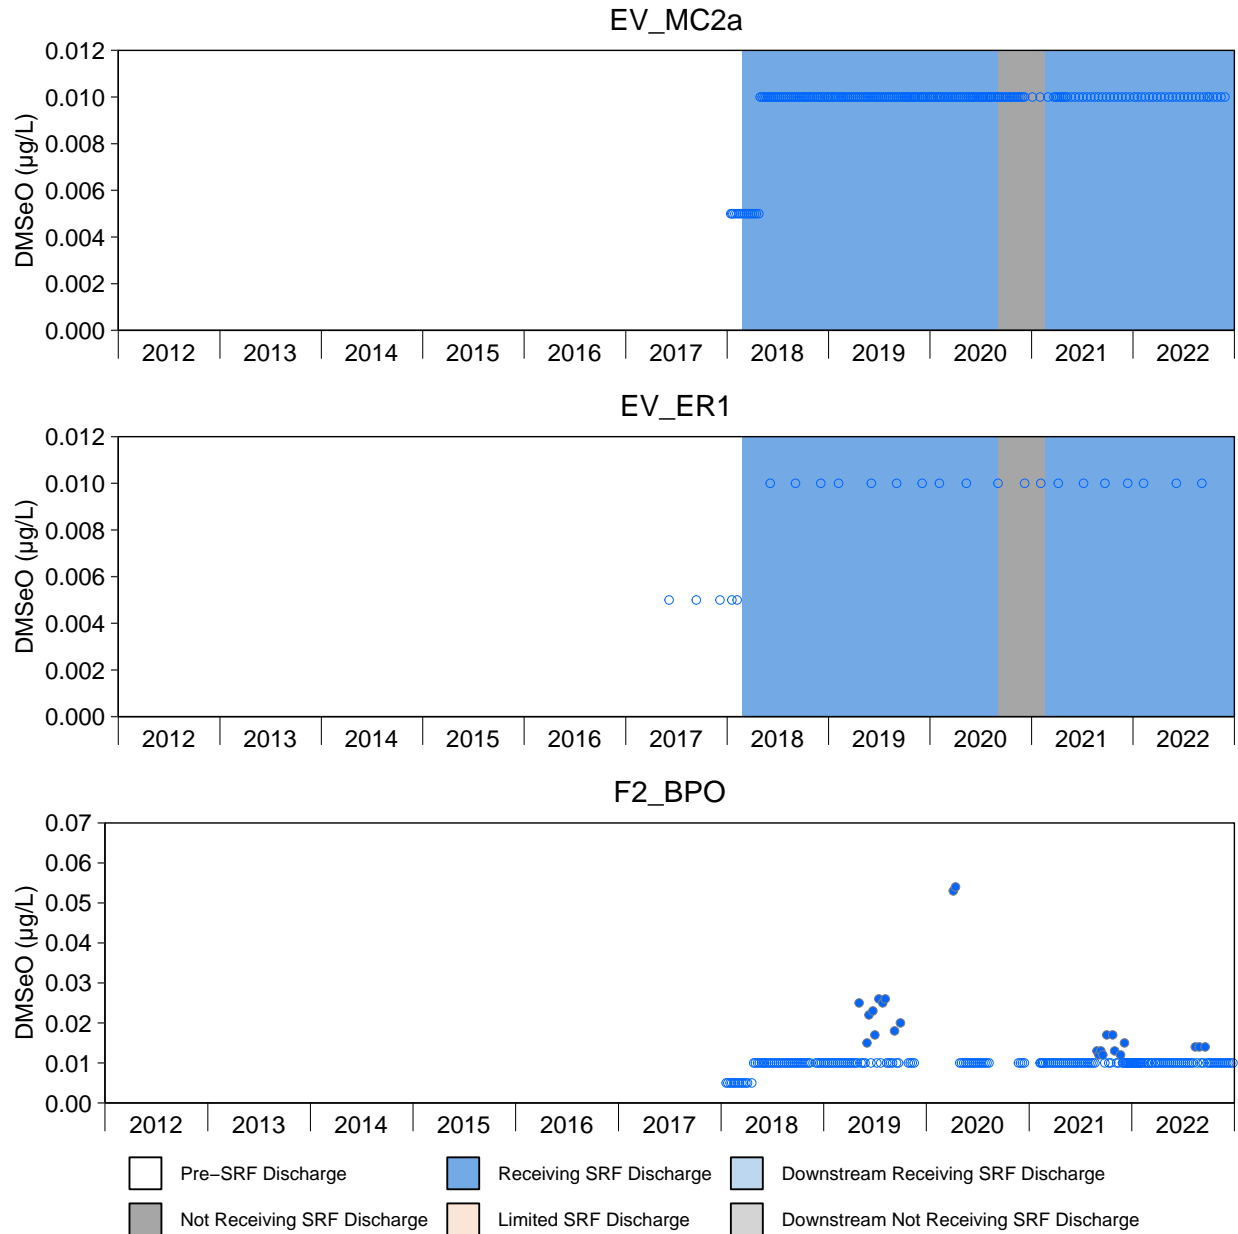 EV_MC2a
DMSeO (µg/L)
0.012
0.010
0.008
0.006
0.004
0.002
0.000
2012 2013 2014 2015 2016 2017 2018 2019 2020 2021 2022
EV_ER1
DMSeO (µg/L)
0.012
0.010
0.008
0.006
0.004
0.002
0.000
2012 2013 2014 2015 2016 2017 2018 2019 2020 2021 2022
F2_BPO
DMSeO (µg/L)
0.07
0.06
0.05
0.04
0.03
0.02
0.01
0.00
2012 2013 2014 2015 2016 2017 2018 2019 2020 2021 2022
Pre−SRF Discharge Receiving SRF Discharge Downstream Receiving SRF Discharge
Not Receiving SRF Discharge Limited SRF Discharge Downstream Not Receiving SRF Discharge